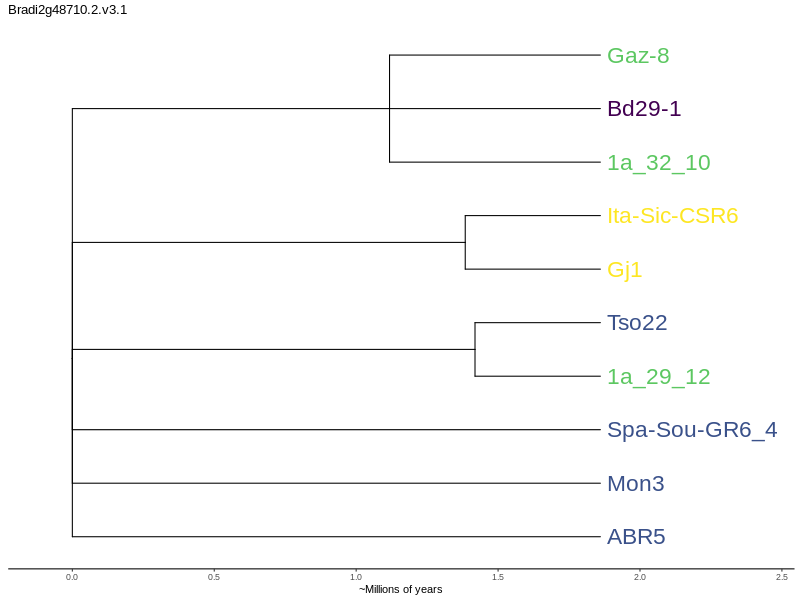 Bradi2g48710.2.v3.1
Gaz-8
Bd29-1
1a_32_10
Ita-Sic-CSR6
Gj1
Tso22
1a_29_12
Spa-Sou-GR6_4
Mon3
ABR5
0.0 0.5 1.0 1.5 2.0 2.5
~Millions of years